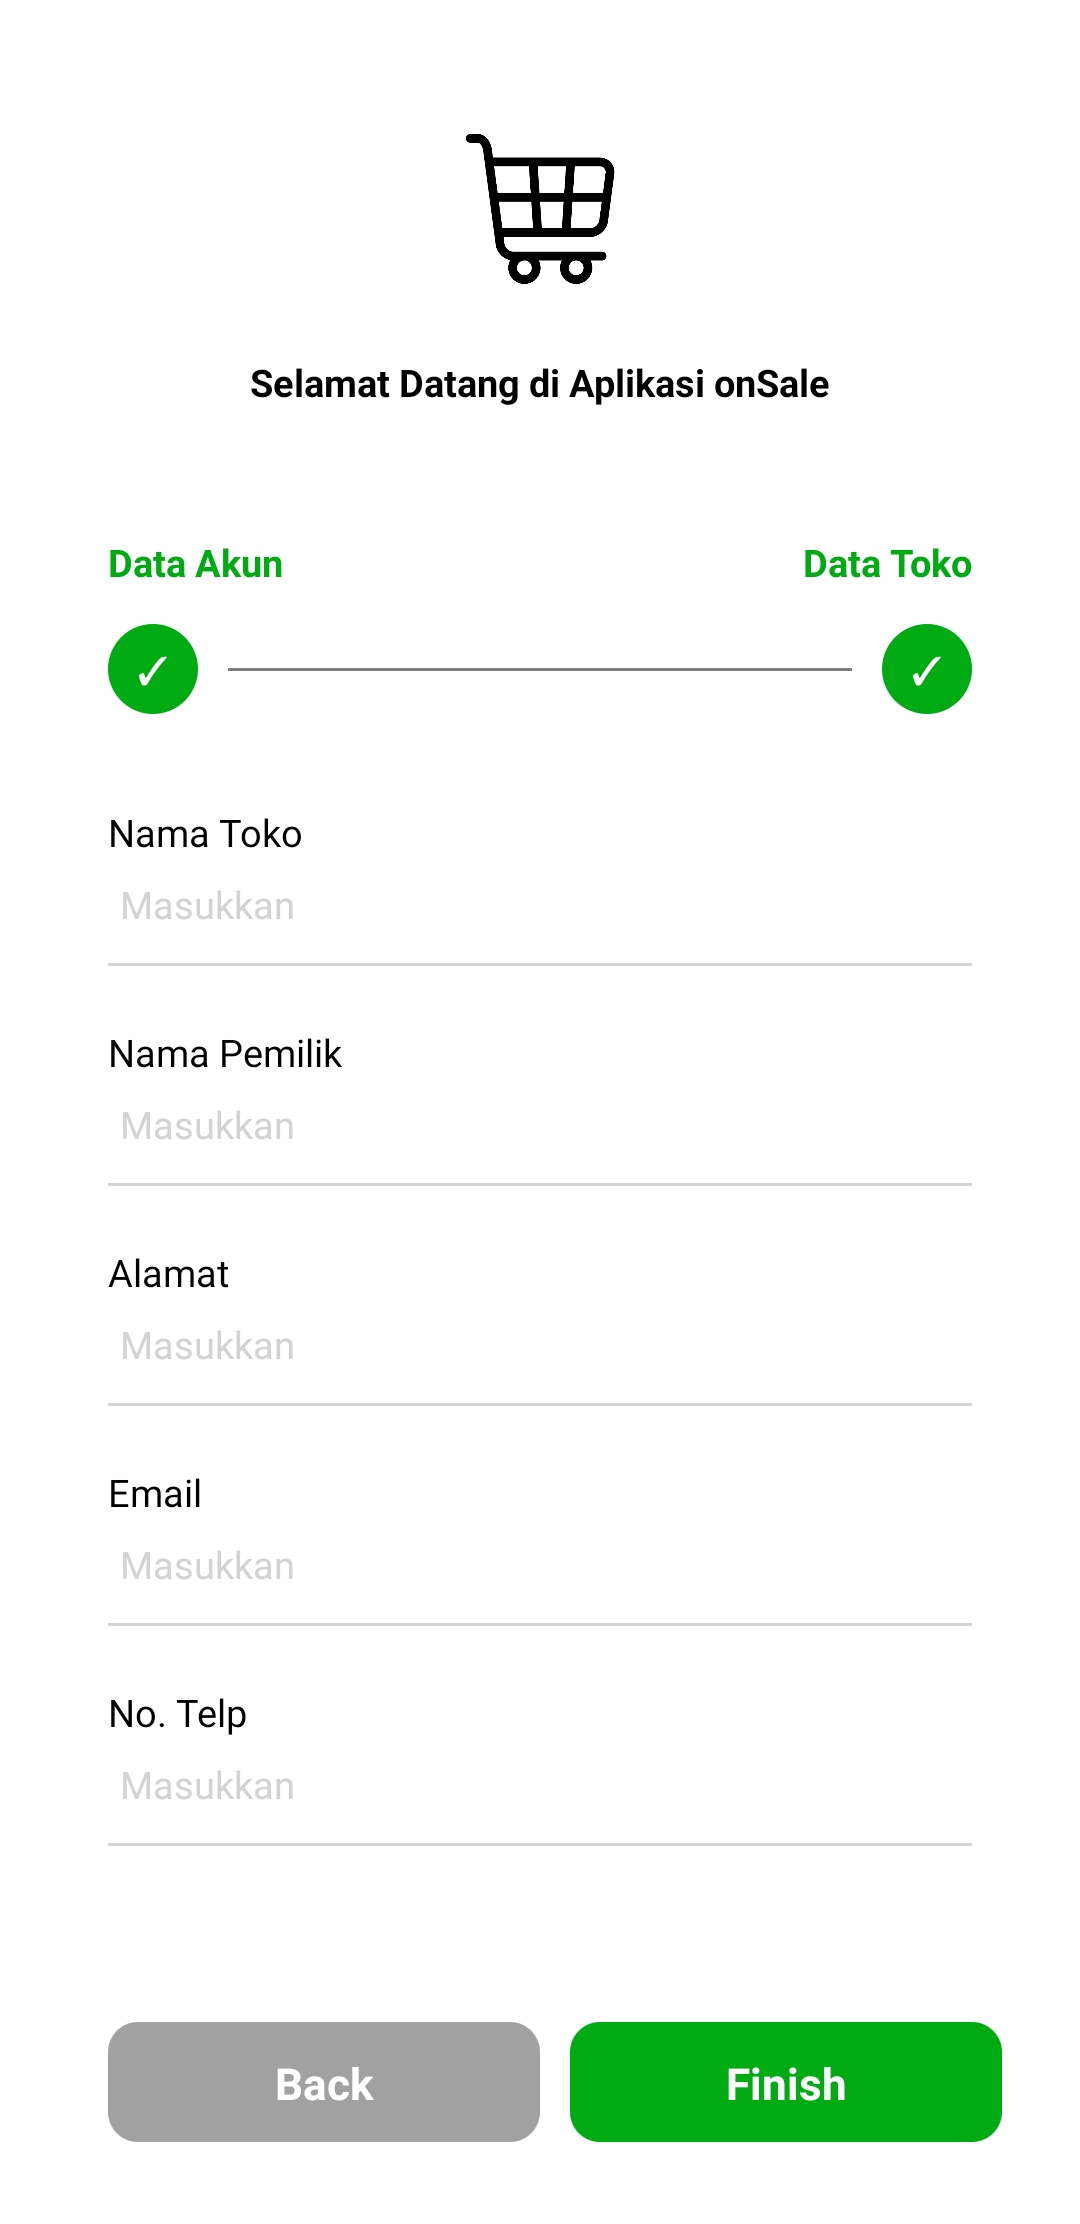 Selamat Datang di Aplikasi onSale
Data Akun
Data Toko
✓
✓
Nama Toko
Masukkan
Nama Pemilik
Masukkan
Alamat
Masukkan
Email
Masukkan
No. Telp
Masukkan
Back
Finish